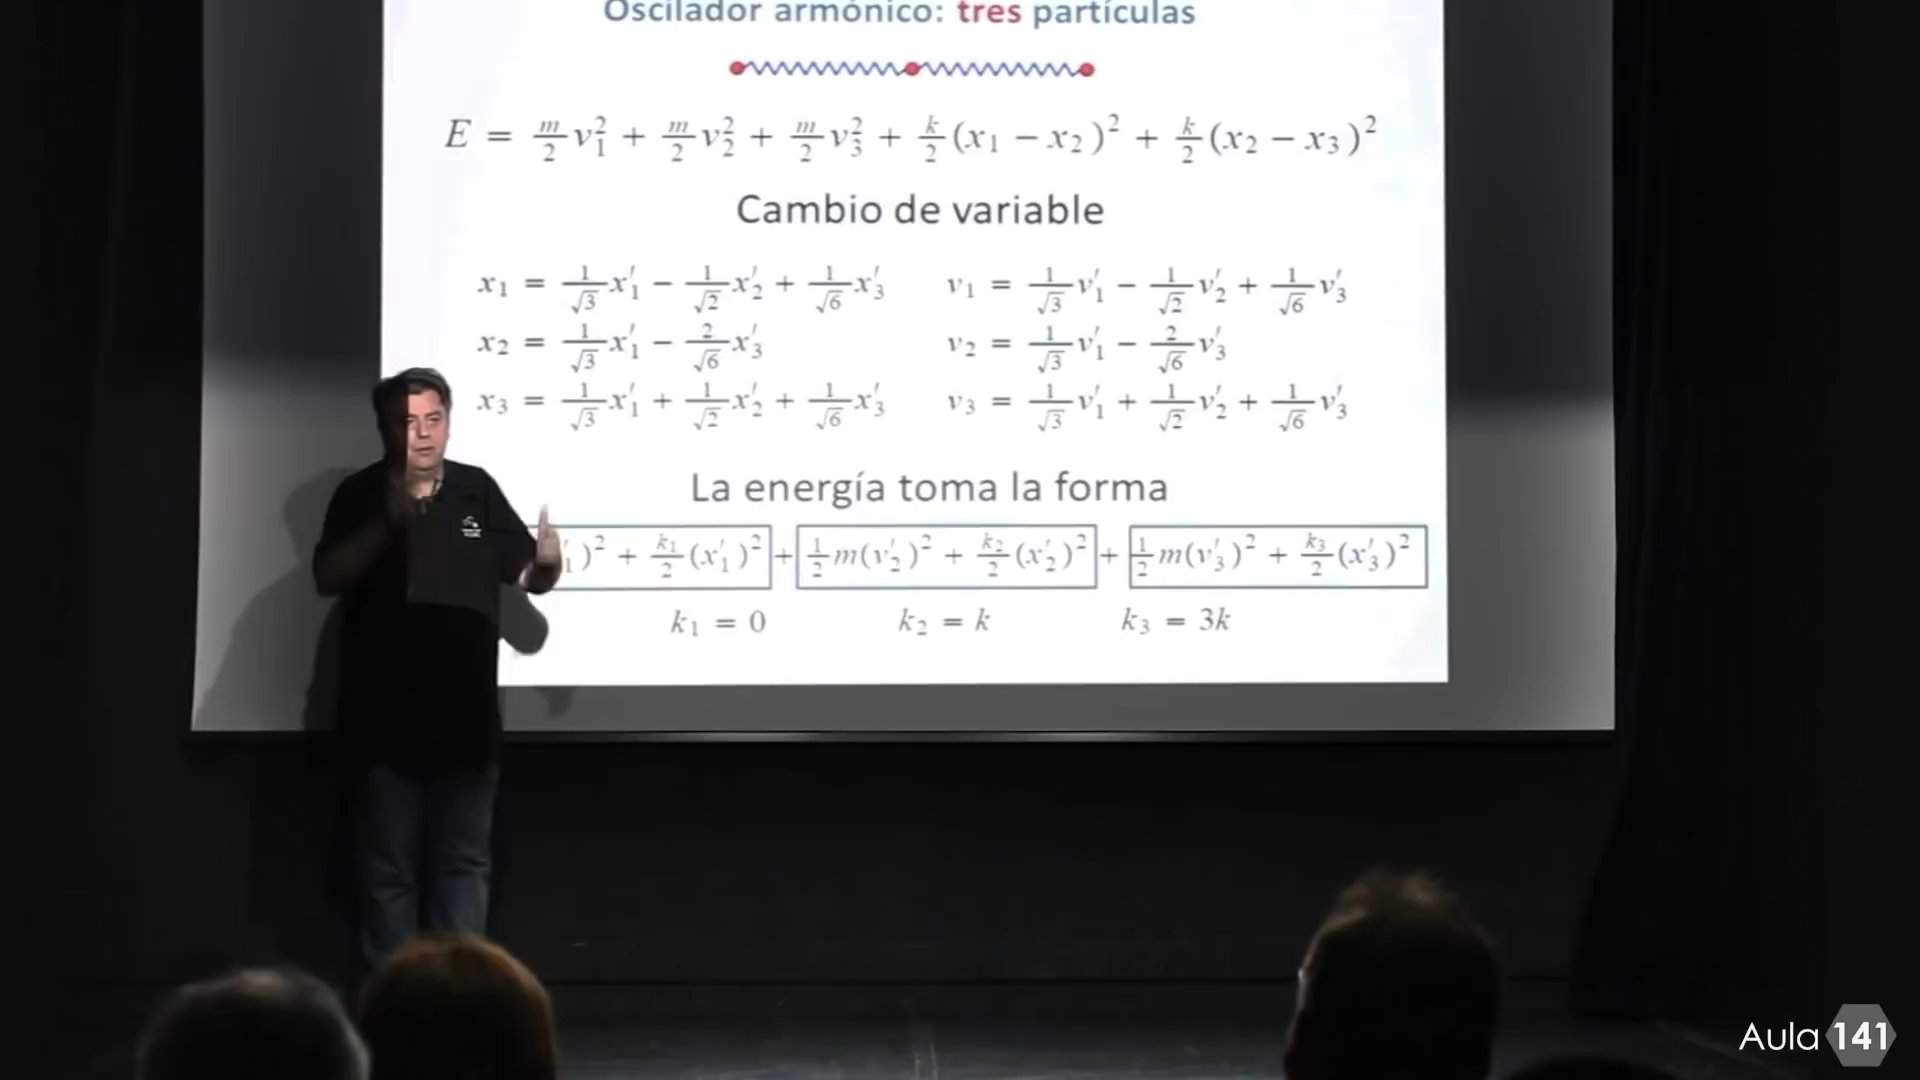 Oscilador armónico: tres partículas
E = m/2 v₁² + m/2 v₂² + m/2 v₃² + k/2 (x₁ − x₂)² + k/2 (x₂ − x₃)²
Cambio de variable
x₁ = 1/√3 x′₁ − 1/√2 x′₂ + 1/√6 x′₃ v₁ = 1/√3 v′₁ − 1/√2 v′₂ + 1/√6 v′₃
x₂ = 1/√3 x′₁ − 2/√6 x′₃ v₂ = 1/√3 v′₁ − 2/√6 v′₃
x₃ = 1/√3 x′₁ + 1/√2 x′₂ + 1/√6 x′₃ v₃ = 1/√3 v′₁ + 1/√2 v′₂ + 1/√6 v′₃
La energía toma la forma
′₁)² + k₁/2 (x′₁)² + 1/2 m(v′₂)² + k₂/2 (x′₂)² + 1/2 m(v′₃)² + k₃/2 (x′₃)²
k₁ = 0 k₂ = k k₃ = 3k
Aula 141